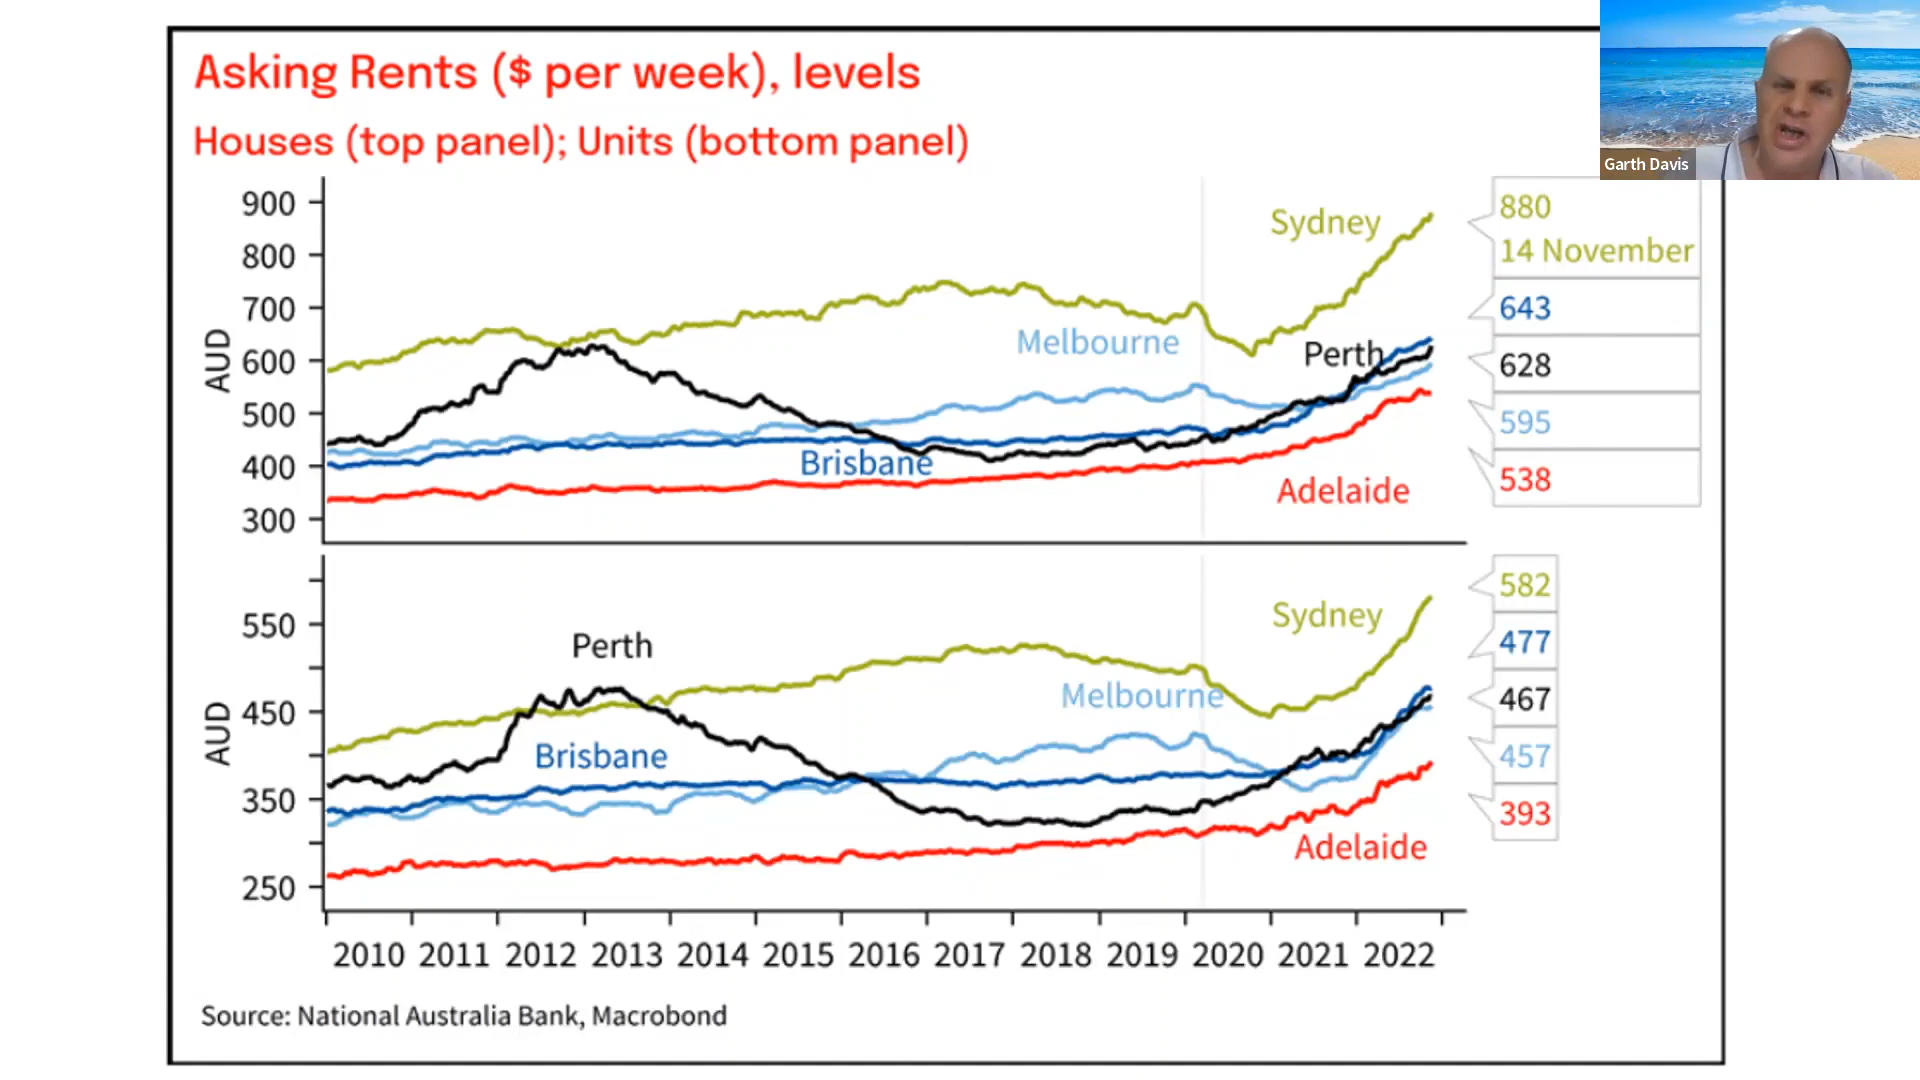 Asking Rents ($ per week), levels
Houses (top panel); Units (bottom panel)
Garth Davis
900
800
700
600
500
400
300
AUD
Sydney
Melbourne
Perth
Brisbane
Adelaide
880
14 November
643
628
595
538
550
450
350
250
AUD
Perth
Sydney
Melbourne
Brisbane
Adelaide
582
477
467
457
393
2010 2011 2012 2013 2014 2015 2016 2017 2018 2019 2020 2021 2022
Source: National Australia Bank, Macrobond